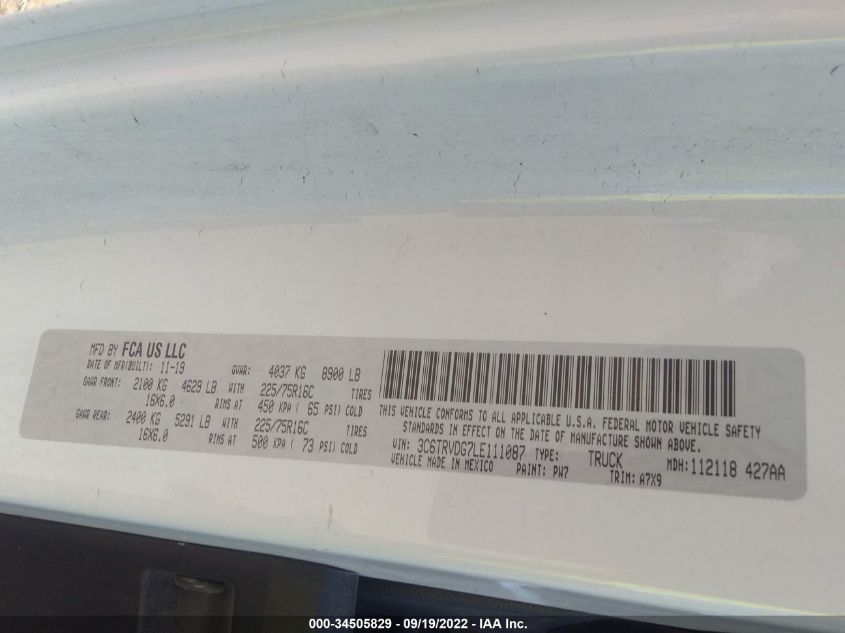 MFD BY FCA US LLC
DATE OF MFR(BUILT): 11-19 GVWR: 4037 KG 8900 LB
GAWR FRONT: 2100 KG 4629 LB WITH 225/75R16C TIRES
16X6.0 RIMS AT 450 KPA ( 65 PSI) COLD
GAWR REAR: 2400 KG 5291 LB WITH 225/75R16C TIRES
16X6.0 RIMS AT 500 KPA ( 73 PSI) COLD
THIS VEHICLE CONFORMS TO ALL APPLICABLE U.S.A. FEDERAL MOTOR VEHICLE SAFETY
STANDARDS IN EFFECT ON THE DATE OF MANUFACTURE SHOWN ABOVE.
VIN: 3C6TRVDG7LE111087 TYPE: TRUCK MDH: 112118 427AA
VEHICLE MADE IN MEXICO PAINT: PW7 TRIM: A7X9
000-34505829 - 09/19/2022 - IAA Inc.